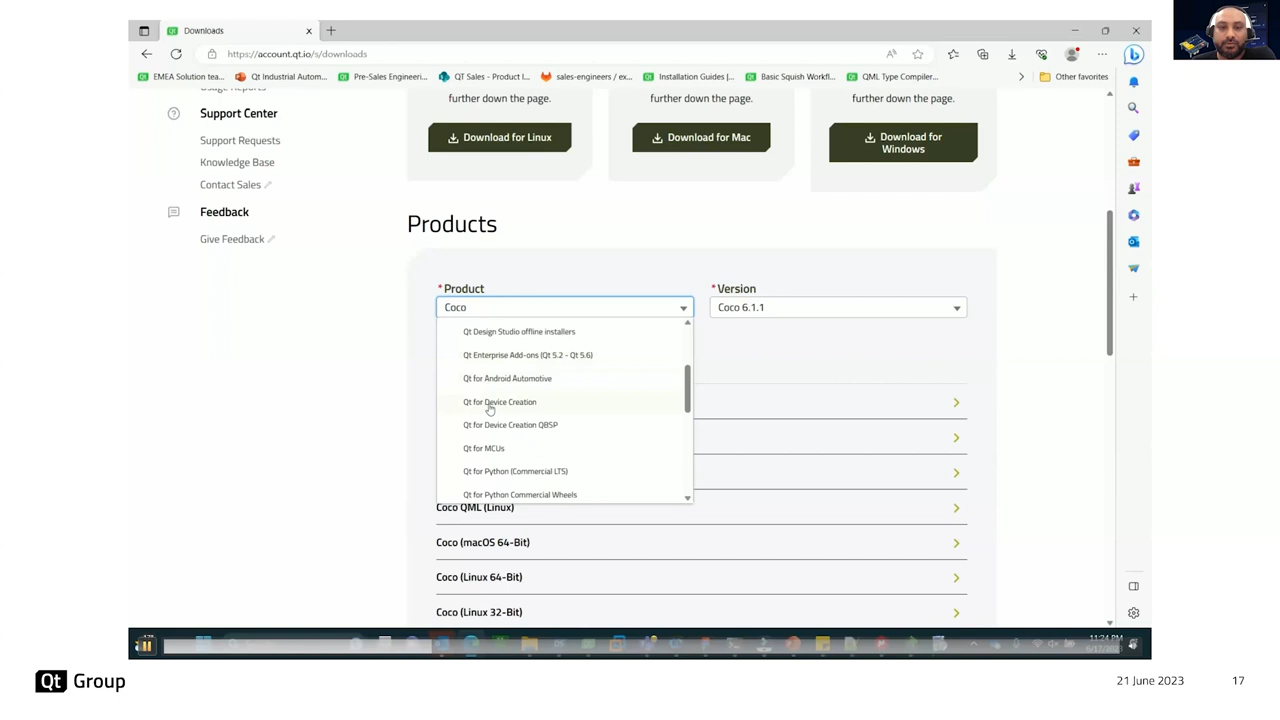 Downloads
https://account.qt.io/s/downloads
EMEA Solution tea...
Qt Industrial Autom...
Pre-Sales Engineeri...
QT Sales - Product I...
sales-engineers / ex...
Installation Guides |...
Basic Squish Workfl...
QML Type Compiler...
Other favorites
Support Center
Support Requests
Knowledge Base
Contact Sales
Feedback
Give Feedback
further down the page.
further down the page.
further down the page.
Download for Linux
Download for Mac
Download for
Windows
Products
* Product
* Version
Coco
Coco 6.1.1
Qt Design Studio offline installers
Qt Enterprise Add-ons (Qt 5.2 - Qt 5.6)
Qt for Android Automotive
Qt for Device Creation
Qt for Device Creation QBSP
Qt for MCUs
Qt for Python (Commercial LTS)
Qt for Python Commercial Wheels
Coco QML (Linux)
Coco (macOS 64-Bit)
Coco (Linux 64-Bit)
Coco (Linux 32-Bit)
11:24 PM
Qt Group
21 June 2023
17